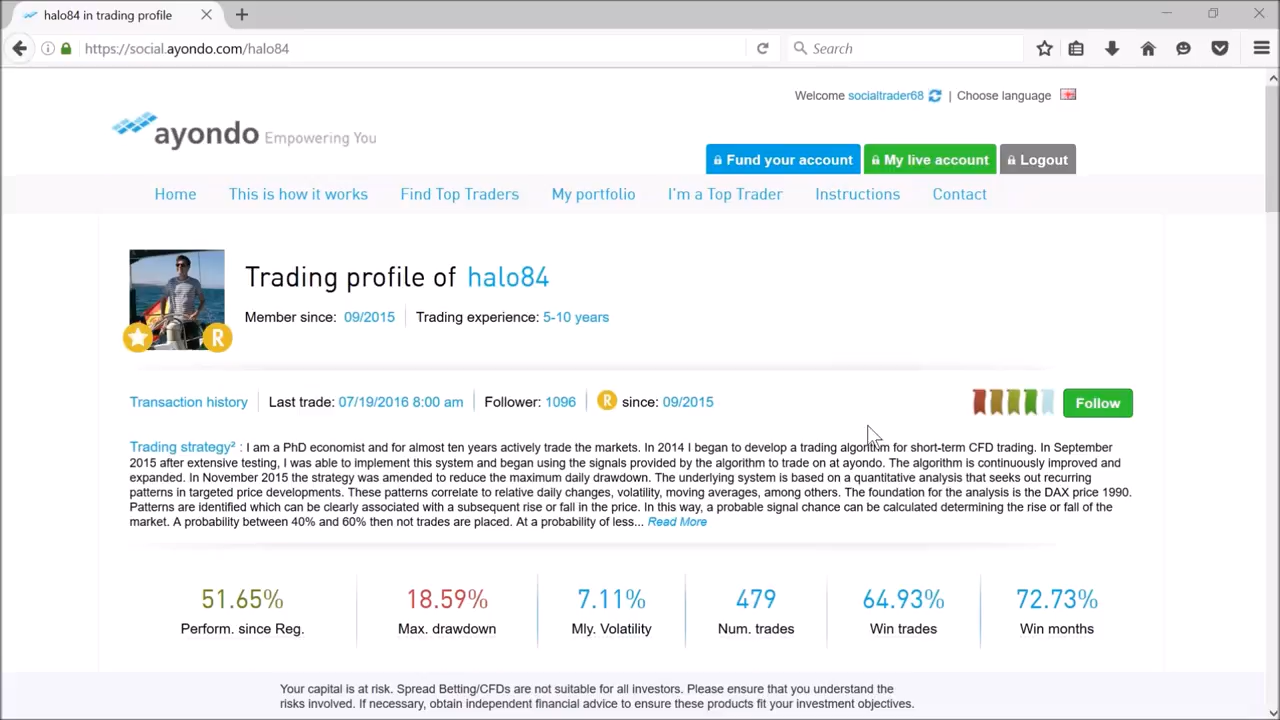 halo84 in trading profile
https://social.ayondo.com/halo84
Search
Welcome socialtrader68 | Choose language
ayondo Empowering You
Fund your account
My live account
Logout
Home
This is how it works
Find Top Traders
My portfolio
I'm a Top Trader
Instructions
Contact
Trading profile of halo84
Member since: 09/2015
Trading experience: 5-10 years
R
Transaction history
Last trade: 07/19/2016 8:00 am
Follower: 1096
R since: 09/2015
Follow
Trading strategy² : I am a PhD economist and for almost ten years actively trade the markets. In 2014 I began to develop a trading algorithm for short-term CFD trading. In September
2015 after extensive testing, I was able to implement this system and began using the signals provided by the algorithm to trade on at ayondo. The algorithm is continuously improved and
expanded. In November 2015 the strategy was amended to reduce the maximum daily drawdown. The underlying system is based on a quantitative analysis that seeks out recurring
patterns in targeted price developments. These patterns correlate to relative daily changes, volatility, moving averages, among others. The foundation for the analysis is the DAX price 1990.
Patterns are identified which can be clearly associated with a subsequent rise or fall in the price. In this way, a probable signal chance can be calculated determining the rise or fall of the
market. A probability between 40% and 60% then not trades are placed. At a probability of less... Read More
51.65%
Perform. since Reg.
18.59%
Max. drawdown
7.11%
Mly. Volatility
479
Num. trades
64.93%
Win trades
72.73%
Win months
Your capital is at risk. Spread Betting/CFDs are not suitable for all investors. Please ensure that you understand the
risks involved. If necessary, obtain independent financial advice to ensure these products fit your investment objectives.